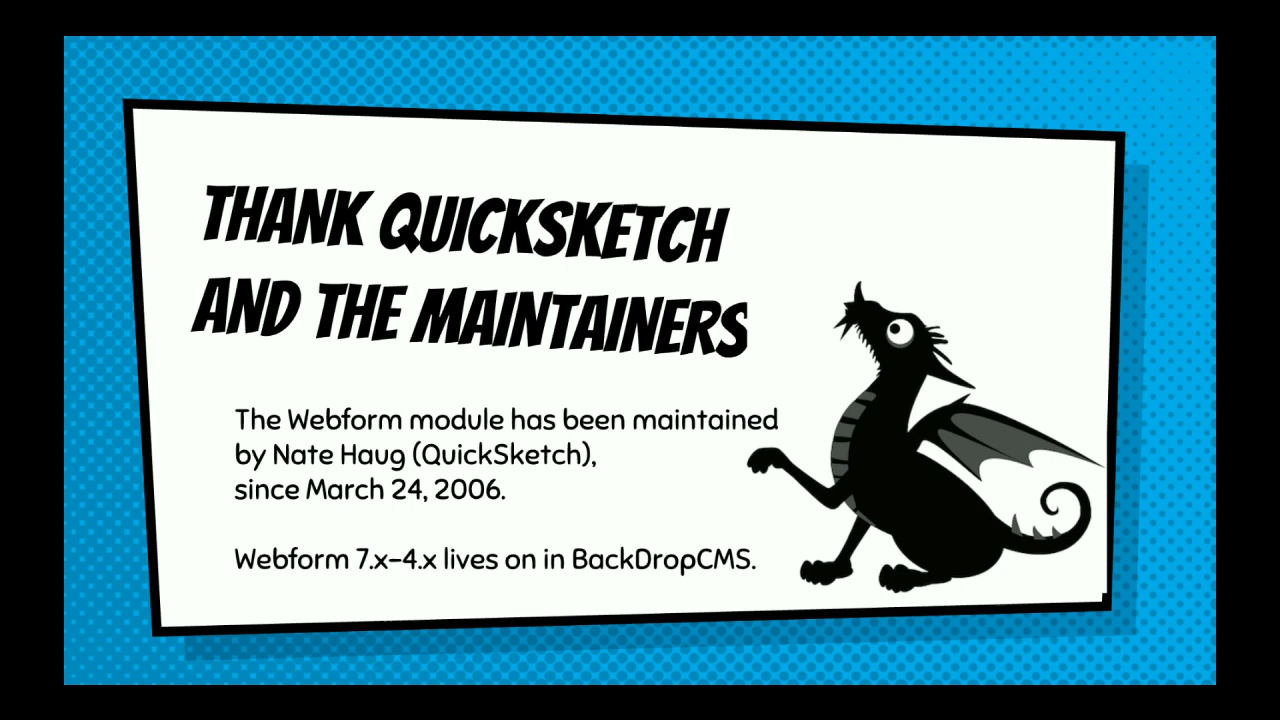 THANK QUICKSKETCH
AND THE MAINTAINERS
The Webform module has been maintained
by Nate Haug (QuickSketch),
since March 24, 2006.
Webform 7.x-4.x lives on in BackDropCMS.